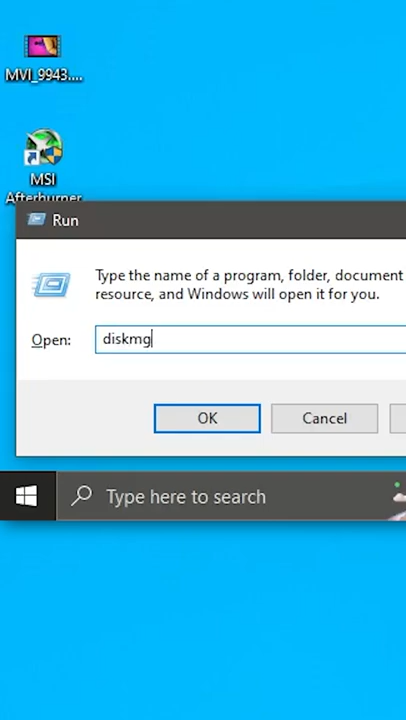 MVI_9943....
MSI
Afterburner
Run
Type the name of a program, folder, document
resource, and Windows will open it for you.
Open:
diskmg
OK
Cancel
Type here to search